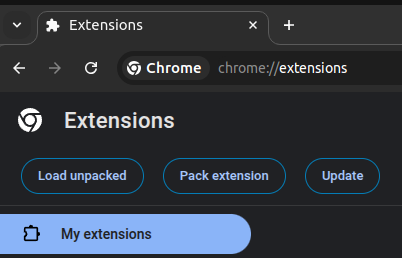 Extensions
Chrome chrome://extensions
Extensions
Load unpacked Pack extension Update
My extensions